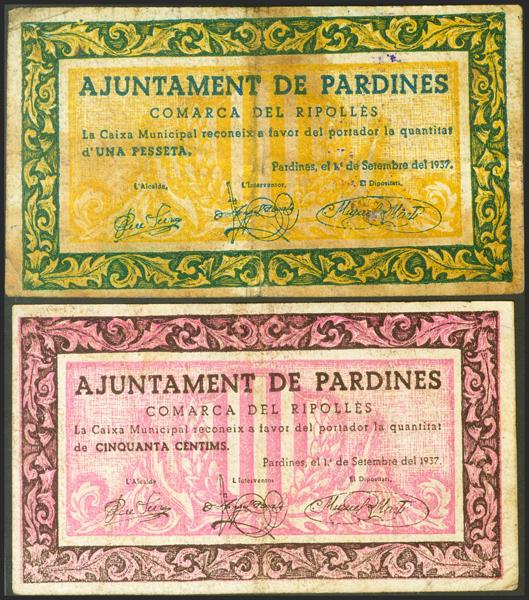 AJUNTAMENT DE PARDINES
COMARCA DEL RIPOLLÈS
La Caixa Municipal reconeix a favor del portador la quantitat
d'UNA PESSETA.
Pardines, el 1.ª de Setembre del 1937.
L'Alcalde, L'Interventor, El Dipositari,
AJUNTAMENT DE PARDINES
COMARCA DEL RIPOLLÈS
La Caixa Municipal reconeix a favor del portador la quantitat
de CINQUANTA CÈNTIMS.
Pardines, el 1.ª de Setembre del 1937.
L'Alcalde L'Interventor El Dipositari,